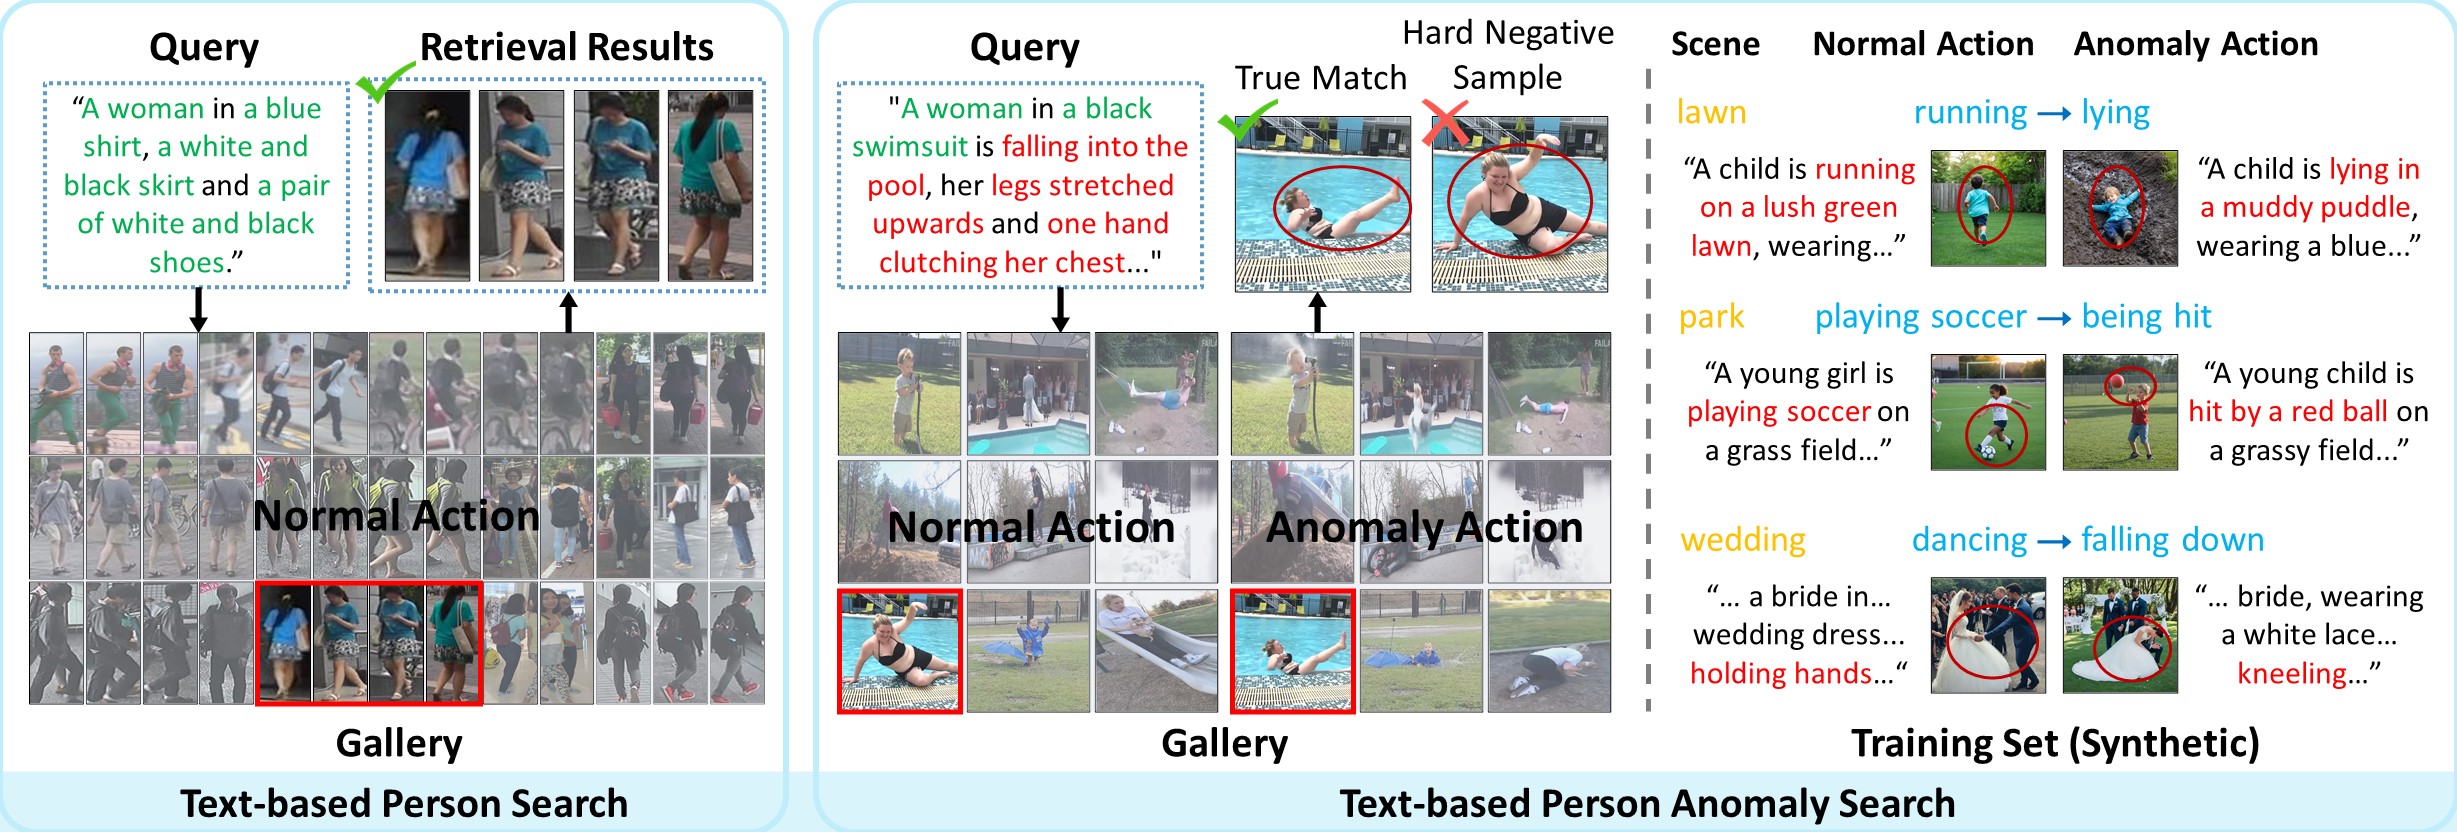 Query
Retrieval Results
“A woman in a blue
shirt, a white and
black skirt and a pair
of white and black
shoes.”
Normal Action
Gallery
Text-based Person Search
Query
"A woman in a black
swimsuit is falling into the
pool, her legs stretched
upwards and one hand
clutching her chest..."
True Match
Hard Negative
Sample
Normal Action
Anomaly Action
Gallery
Scene
Normal Action
Anomaly Action
lawn
running → lying
“A child is running
on a lush green
lawn, wearing...”
“A child is lying in
a muddy puddle,
wearing a blue...”
park
playing soccer → being hit
“A young girl is
playing soccer on
a grass field...”
“A young child is
hit by a red ball on
a grassy field...”
wedding
dancing → falling down
“... a bride in...
wedding dress...
holding hands...“
“... bride, wearing
a white lace...
kneeling...”
Training Set (Synthetic)
Text-based Person Anomaly Search